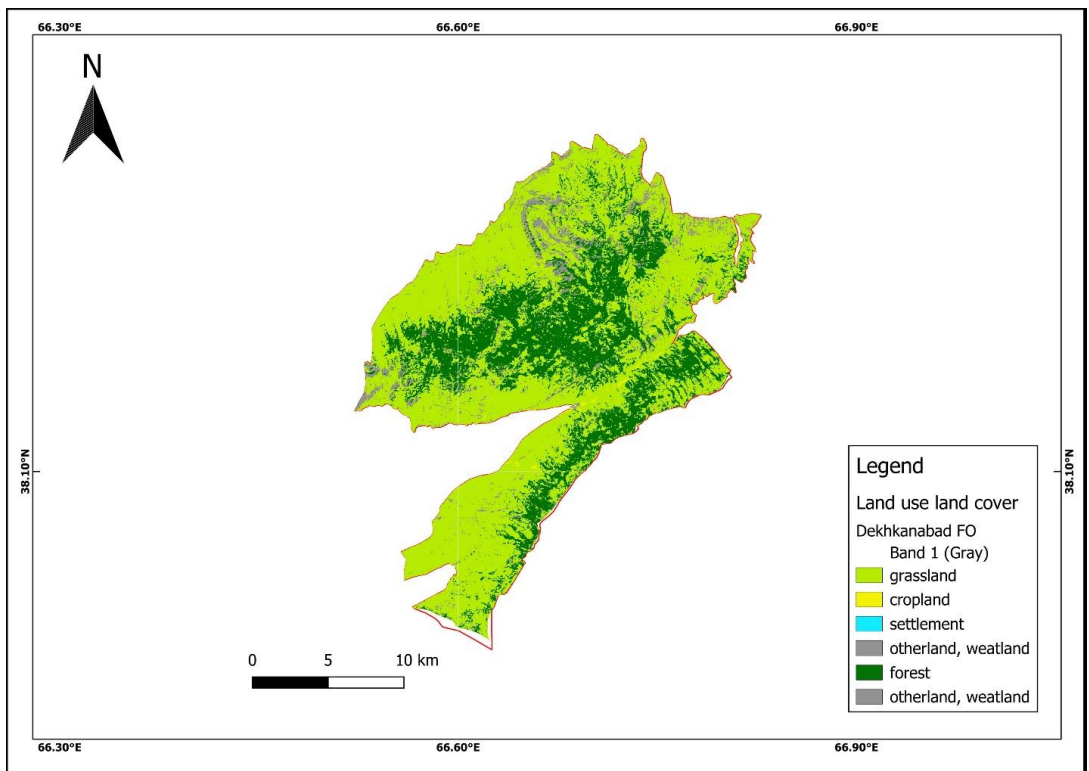 66.30°E 66.60°E 66.90°E
N
38.10°N 38.10°N
0 5 10 km
Legend
Land use land cover
Dekhkanabad FO
Band 1 (Gray)
grassland
cropland
settlement
otherland, weatland
forest
otherland, weatland
66.30°E 66.60°E 66.90°E